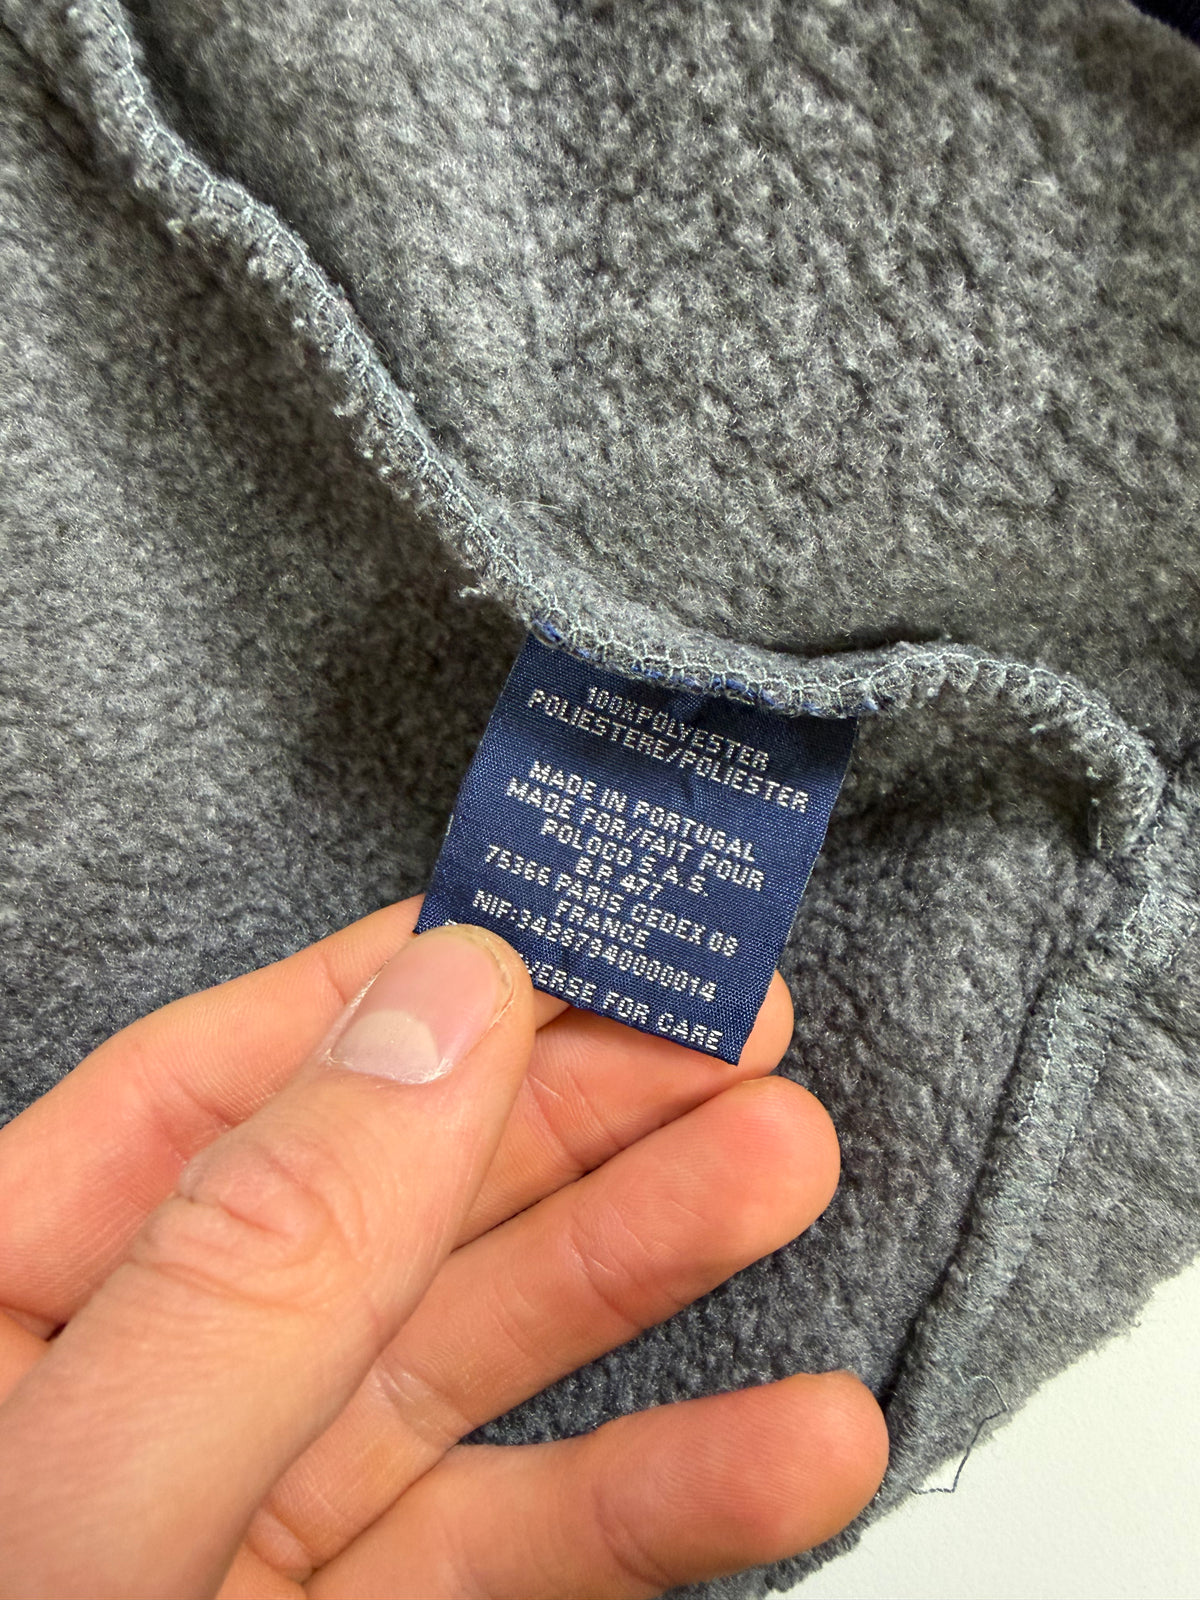 100%POLYESTER
POLIESTERE/POLIESTER
MADE IN PORTUGAL
MADE FOR/FAIT POUR
POLOCO S.A.S.
B.P. 477
75366 PARIS CEDEX 08
FRANCE
NIF:34287940000014
VERSE FOR CARE